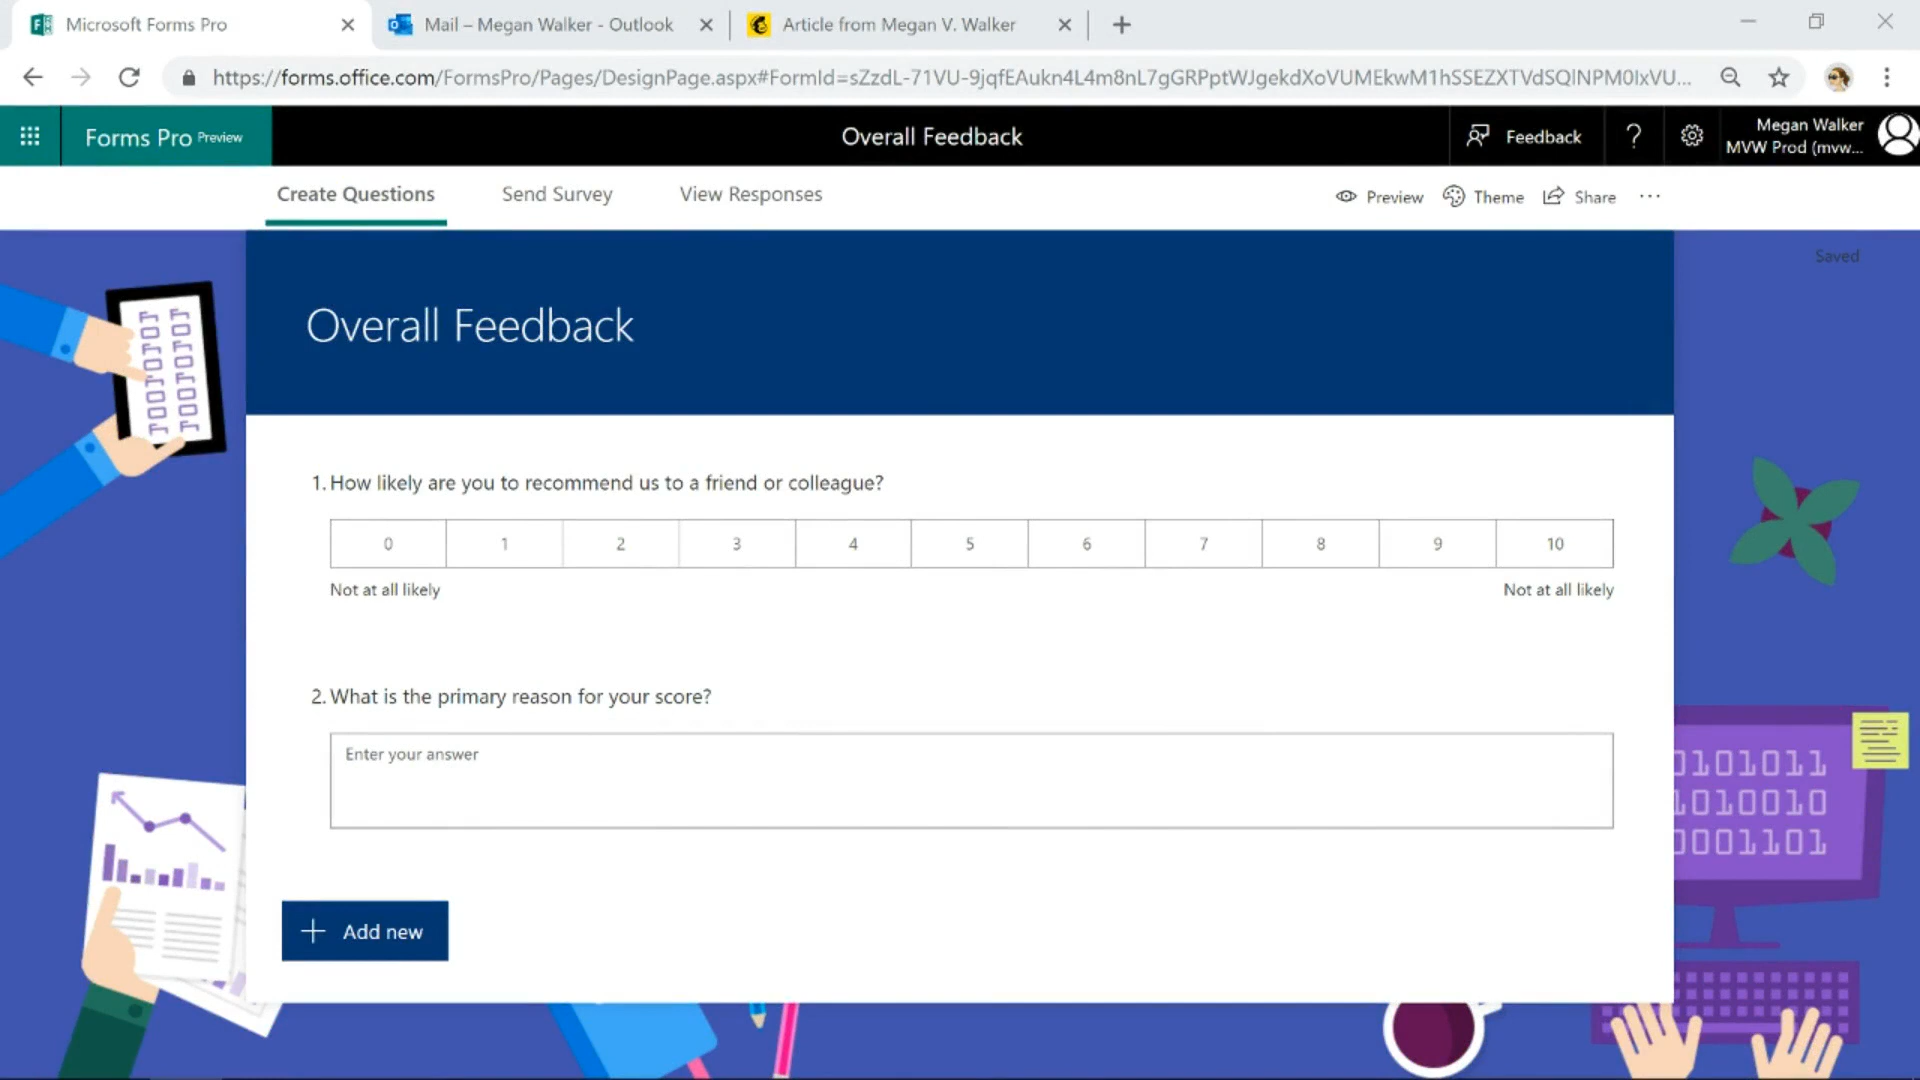 Microsoft Forms Pro
Mail – Megan Walker - Outlook
Article from Megan V. Walker
https://forms.office.com/FormsPro/Pages/DesignPage.aspx#FormId=sZzdL-71VU-9jqfEAukn4L4m8nL7gGRPptWJgekdXoVUMEkwM1hSSEZXTVdSQlNPM0IxVU...
Forms Pro Preview
Overall Feedback
Feedback
?
Megan Walker
MVW Prod (mvw...
Create Questions
Send Survey
View Responses
Preview
Theme
Share
...
Saved
Overall Feedback
1. How likely are you to recommend us to a friend or colleague?
0 1 2 3 4 5 6 7 8 9 10
Not at all likely
Not at all likely
2. What is the primary reason for your score?
Enter your answer
+ Add new
0101011
1010010
0001101